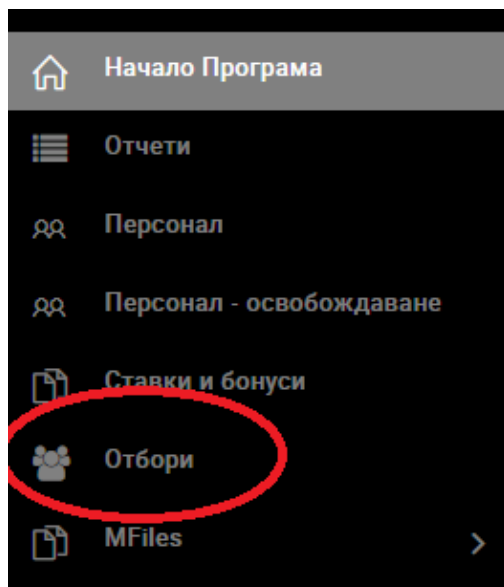 Начало Програма
Отчети
Персонал
Персонал - освобождаване
Ставки и бонуси
Отбори
MFiles